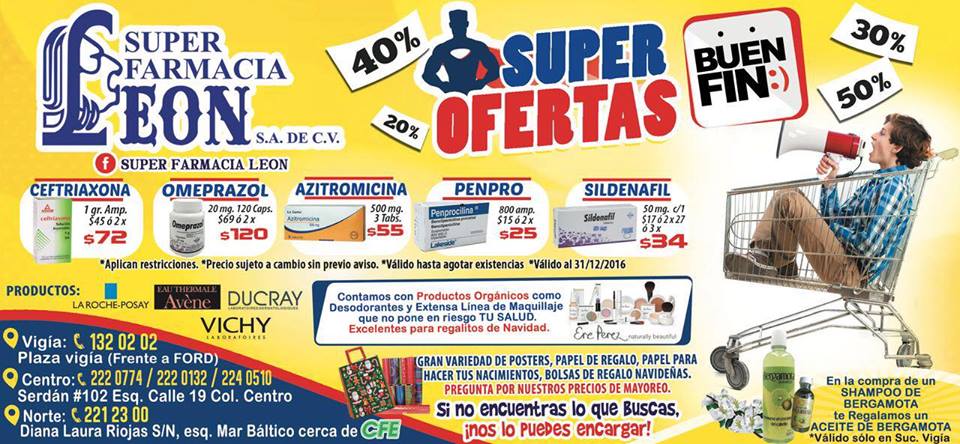 SUPER
FARMACIA
LEON
S.A. DE C.V.
SUPER FARMACIA LEON
40%
20%
SUPER
OFERTAS
BUEN
FIN:)
30%
50%
CEFTRIAXONA
1 gr. Amp.
$45 ó 2 x
$72
OMEPRAZOL
20 mg. 120 Caps.
$69 ó 2 x
$120
AZITROMICINA
500 mg.
3 Tabs.
$55
PENPRO
800 amp.
$15 ó 2 x
$25
SILDENAFIL
50 mg. c/1
$17 ó 2 x 27
ó 3 x
$34
ceftriaxona
Omeprazol
Azitromicina
Penprocilina
Lakeside
Sildenafil
*Aplican restricciones. *Precio sujeto a cambio sin previo aviso. *Válido hasta agotar existencias *Válido al 31/12/2016
PRODUCTOS:
LA ROCHE-POSAY
EAU THERMALE
Avène
DUCRAY
LABORATOIRES DERMATOLOGIQUES
VICHY
LABORATOIRES
Contamos con Productos Orgánicos como
Desodorantes y Extensa Línea de Maquillaje
que no pone en riesgo TU SALUD.
Excelentes para regalitos de Navidad.
Ere Perez naturally beautiful
Vigía: 132 02 02
Plaza vigía (Frente a FORD)
Centro: 222 0774 / 222 0132 / 224 0510
Serdán #102 Esq. Calle 19 Col. Centro
Norte: 221 23 00
Diana Laura Riojas S/N, esq. Mar Báltico cerca de CFE
GRAN VARIEDAD DE POSTERS, PAPEL DE REGALO, PAPEL PARA
HACER TUS NACIMIENTOS, BOLSAS DE REGALO NAVIDEÑAS.
PREGUNTA POR NUESTROS PRECIOS DE MAYOREO.
Si no encuentras lo que Buscas,
¡nos lo Puedes encargar!
bergamota
En la compra de un
SHAMPOO DE
BERGAMOTA
te Regalamos un
ACEITE DE BERGAMOTA
*Válido sólo en Suc. Vigía